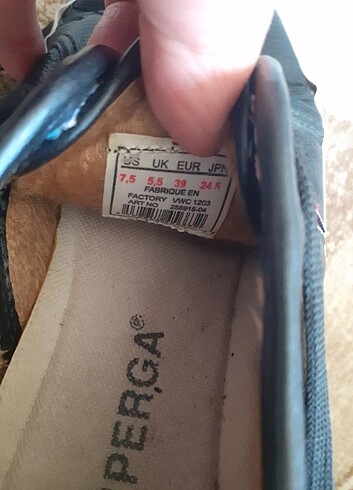 US UK EUR JPN
7,5 5,5 39 24.5
FABRIQUE EN
FACTORY VWC 1203
ART NO 256915-04
PERGA®